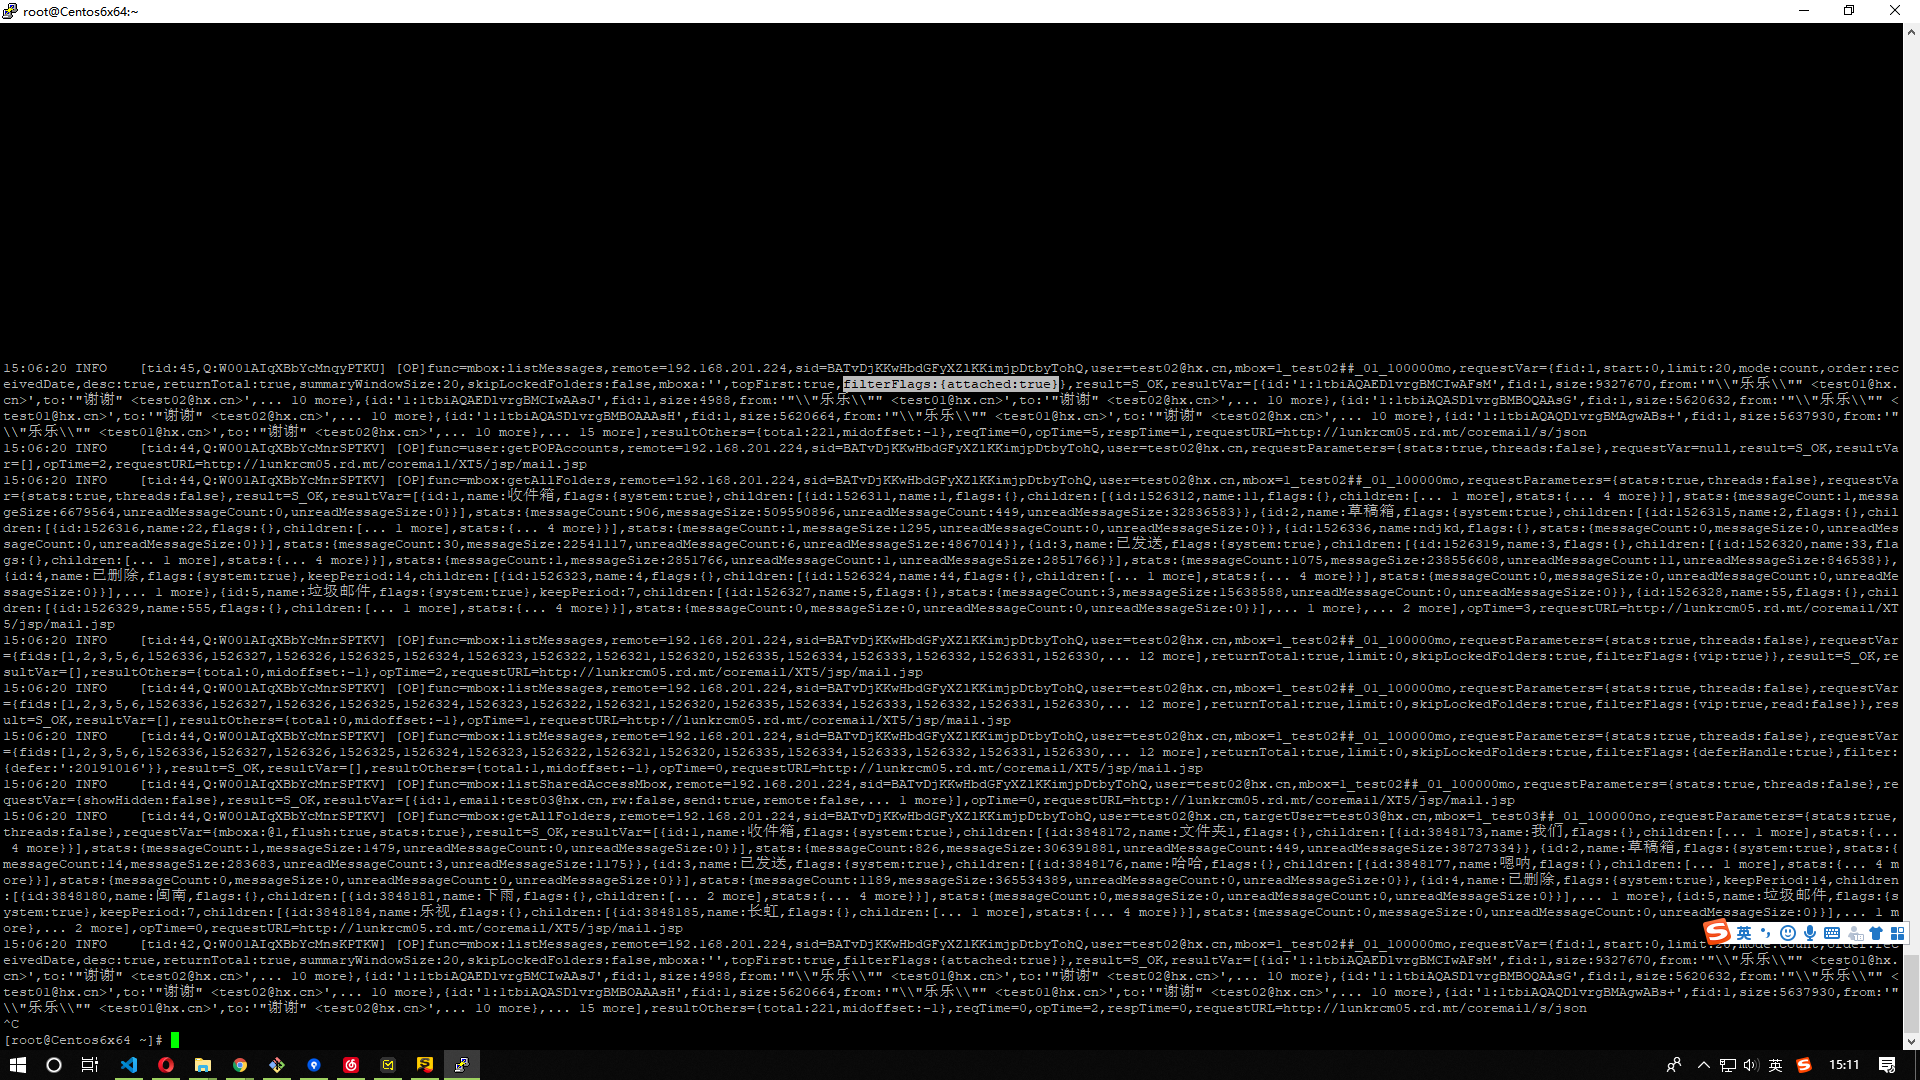 root@Centos6x64:~
15:06:20 INFO    [tid:45,Q:W001AIqXBbYcMnqyPTKU] [OP]func=mbox:listMessages,remote=192.168.201.224,sid=BATvDjKKwHbdGFyXZlKKimjpDtbyTohQ,user=test02@hx.cn,mbox=1_test02##_01_100000mo,requestVar={fid:1,start:0,limit:20,mode:count,order:rec
eivedDate,desc:true,returnTotal:true,summaryWindowSize:20,skipLockedFolders:false,mboxa:'',topFirst:true,filterFlags:{attached:true}},result=S_OK,resultVar=[{id:'1:1tbiAQAEDlvrgBMCIwAFsM',fid:1,size:9327670,from:'"\\"乐乐\\"" <test01@hx.
cn>',to:'"谢谢" <test02@hx.cn>',... 10 more},{id:'1:1tbiAQAEDlvrgBMCIwAAsJ',fid:1,size:4988,from:'"\\"乐乐\\"" <test01@hx.cn>',to:'"谢谢" <test02@hx.cn>',... 10 more},{id:'1:1tbiAQASDlvrgBMBOQAAsG',fid:1,size:5620632,from:'"\\"乐乐\\"" <
test01@hx.cn>',to:'"谢谢" <test02@hx.cn>',... 10 more},{id:'1:1tbiAQASDlvrgBMBOAAAsH',fid:1,size:5620664,from:'"\\"乐乐\\"" <test01@hx.cn>',to:'"谢谢" <test02@hx.cn>',... 10 more},{id:'1:1tbiAQAQDlvrgBMAgwABs+',fid:1,size:5637930,from:'"
\\"乐乐\\"" <test01@hx.cn>',to:'"谢谢" <test02@hx.cn>',... 10 more},... 15 more],resultOthers={total:221,midoffset:-1},reqTime=0,opTime=5,respTime=1,requestURL=http://lunkrcm05.rd.mt/coremail/s/json
15:06:20 INFO    [tid:44,Q:W001AIqXBbYcMnrSPTKV] [OP]func=user:getPOPAccounts,remote=192.168.201.224,sid=BATvDjKKwHbdGFyXZlKKimjpDtbyTohQ,user=test02@hx.cn,requestParameters={stats:true,threads:false},requestVar=null,result=S_OK,resultVa
r=[],opTime=2,requestURL=http://lunkrcm05.rd.mt/coremail/XT5/jsp/mail.jsp
15:06:20 INFO    [tid:44,Q:W001AIqXBbYcMnrSPTKV] [OP]func=mbox:getAllFolders,remote=192.168.201.224,sid=BATvDjKKwHbdGFyXZlKKimjpDtbyTohQ,user=test02@hx.cn,mbox=1_test02##_01_100000mo,requestParameters={stats:true,threads:false},requestVa
r={stats:true,threads:false},result=S_OK,resultVar=[{id:1,name:收件箱,flags:{system:true},children:[{id:1526311,name:1,flags:{},children:[{id:1526312,name:11,flags:{},children:[... 1 more],stats:{... 4 more}}],stats:{messageCount:1,messa
geSize:6679564,unreadMessageCount:0,unreadMessageSize:0}}],stats:{messageCount:906,messageSize:509590896,unreadMessageCount:449,unreadMessageSize:32836583}},{id:2,name:草稿箱,flags:{system:true},children:[{id:1526315,name:2,flags:{},chil
dren:[{id:1526316,name:22,flags:{},children:[... 1 more],stats:{... 4 more}}],stats:{messageCount:1,messageSize:1295,unreadMessageCount:0,unreadMessageSize:0}},{id:1526336,name:ndjkd,flags:{},stats:{messageCount:0,messageSize:0,unreadMe
ssageCount:0,unreadMessageSize:0}}],stats:{messageCount:30,messageSize:22541117,unreadMessageCount:6,unreadMessageSize:4867014}},{id:3,name:已发送,flags:{system:true},children:[{id:1526319,name:3,flags:{},children:[{id:1526320,name:33,fla
gs:{},children:[... 1 more],stats:{... 4 more}}],stats:{messageCount:1,messageSize:2851766,unreadMessageCount:1,unreadMessageSize:2851766}}],stats:{messageCount:1075,messageSize:238556608,unreadMessageCount:11,unreadMessageSize:846538}},
{id:4,name:已删除,flags:{system:true},keepPeriod:14,children:[{id:1526323,name:4,flags:{},children:[{id:1526324,name:44,flags:{},children:[... 1 more],stats:{... 4 more}}],stats:{messageCount:0,messageSize:0,unreadMessageCount:0,unreadMe
ssageSize:0}}],... 1 more},{id:5,name:垃圾邮件,flags:{system:true},keepPeriod:7,children:[{id:1526327,name:5,flags:{},stats:{messageCount:3,messageSize:15638588,unreadMessageCount:0,unreadMessageSize:0}},{id:1526328,name:55,flags:{},chil
dren:[{id:1526329,name:555,flags:{},children:[... 1 more],stats:{... 4 more}}],stats:{messageCount:0,messageSize:0,unreadMessageCount:0,unreadMessageSize:0}}],... 1 more},... 2 more],opTime=3,requestURL=http://lunkrcm05.rd.mt/coremail/XT
5/jsp/mail.jsp
15:06:20 INFO    [tid:44,Q:W001AIqXBbYcMnrSPTKV] [OP]func=mbox:listMessages,remote=192.168.201.224,sid=BATvDjKKwHbdGFyXZlKKimjpDtbyTohQ,user=test02@hx.cn,mbox=1_test02##_01_100000mo,requestParameters={stats:true,threads:false},requestVar
={fids:[1,2,3,5,6,1526336,1526327,1526326,1526325,1526324,1526323,1526322,1526321,1526320,1526335,1526334,1526333,1526332,1526331,1526330,... 12 more],returnTotal:true,limit:0,skipLockedFolders:true,filterFlags:{vip:true}},result=S_OK,re
sultVar=[],resultOthers={total:0,midoffset:-1},opTime=2,requestURL=http://lunkrcm05.rd.mt/coremail/XT5/jsp/mail.jsp
15:06:20 INFO    [tid:44,Q:W001AIqXBbYcMnrSPTKV] [OP]func=mbox:listMessages,remote=192.168.201.224,sid=BATvDjKKwHbdGFyXZlKKimjpDtbyTohQ,user=test02@hx.cn,mbox=1_test02##_01_100000mo,requestParameters={stats:true,threads:false},requestVar
={fids:[1,2,3,5,6,1526336,1526327,1526326,1526325,1526324,1526323,1526322,1526321,1526320,1526335,1526334,1526333,1526332,1526331,1526330,... 12 more],returnTotal:true,limit:0,skipLockedFolders:true,filterFlags:{vip:true,read:false}},res
ult=S_OK,resultVar=[],resultOthers={total:0,midoffset:-1},opTime=1,requestURL=http://lunkrcm05.rd.mt/coremail/XT5/jsp/mail.jsp
15:06:20 INFO    [tid:44,Q:W001AIqXBbYcMnrSPTKV] [OP]func=mbox:listMessages,remote=192.168.201.224,sid=BATvDjKKwHbdGFyXZlKKimjpDtbyTohQ,user=test02@hx.cn,mbox=1_test02##_01_100000mo,requestParameters={stats:true,threads:false},requestVar
={fids:[1,2,3,5,6,1526336,1526327,1526326,1526325,1526324,1526323,1526322,1526321,1526320,1526335,1526334,1526333,1526332,1526331,1526330,... 12 more],returnTotal:true,limit:0,skipLockedFolders:true,filterFlags:{deferHandle:true},filter:
{defer:':20191016'}},result=S_OK,resultVar=[],resultOthers={total:1,midoffset:-1},opTime=0,requestURL=http://lunkrcm05.rd.mt/coremail/XT5/jsp/mail.jsp
15:06:20 INFO    [tid:44,Q:W001AIqXBbYcMnrSPTKV] [OP]func=mbox:listSharedAccessMbox,remote=192.168.201.224,sid=BATvDjKKwHbdGFyXZlKKimjpDtbyTohQ,user=test02@hx.cn,mbox=1_test02##_01_100000mo,requestParameters={stats:true,threads:false},re
questVar={showHidden:false},result=S_OK,resultVar=[{id:1,email:test03@hx.cn,rw:false,send:true,remote:false,... 1 more}],opTime=0,requestURL=http://lunkrcm05.rd.mt/coremail/XT5/jsp/mail.jsp
15:06:20 INFO    [tid:44,Q:W001AIqXBbYcMnrSPTKV] [OP]func=mbox:getAllFolders,remote=192.168.201.224,sid=BATvDjKKwHbdGFyXZlKKimjpDtbyTohQ,user=test02@hx.cn,targetUser=test03@hx.cn,mbox=1_test03##_01_100000no,requestParameters={stats:true,
threads:false},requestVar={mboxa:@1,flush:true,stats:true},result=S_OK,resultVar=[{id:1,name:收件箱,flags:{system:true},children:[{id:3848172,name:文件夹1,flags:{},children:[{id:3848173,name:我们,flags:{},children:[... 1 more],stats:{...
 4 more}}],stats:{messageCount:1,messageSize:1479,unreadMessageCount:0,unreadMessageSize:0}}],stats:{messageCount:826,messageSize:306391881,unreadMessageCount:449,unreadMessageSize:38727334}},{id:2,name:草稿箱,flags:{system:true},stats:{
messageCount:14,messageSize:283683,unreadMessageCount:3,unreadMessageSize:1175}},{id:3,name:已发送,flags:{system:true},children:[{id:3848176,name:哈哈,flags:{},children:[{id:3848177,name:嗯呐,flags:{},children:[... 1 more],stats:{... 4 m
ore}}],stats:{messageCount:0,messageSize:0,unreadMessageCount:0,unreadMessageSize:0}}],stats:{messageCount:1189,messageSize:365534389,unreadMessageCount:0,unreadMessageSize:0}},{id:4,name:已删除,flags:{system:true},keepPeriod:14,children
:[{id:3848180,name:闽南,flags:{},children:[{id:3848181,name:下雨,flags:{},children:[... 2 more],stats:{... 4 more}}],stats:{messageCount:0,messageSize:0,unreadMessageCount:0,unreadMessageSize:0}}],... 1 more},{id:5,name:垃圾邮件,flags:{s
ystem:true},keepPeriod:7,children:[{id:3848184,name:乐视,flags:{},children:[{id:3848185,name:长虹,flags:{},children:[... 1 more],stats:{... 4 more}}],stats:{messageCount:0,messageSize:0,unreadMessageCount:0,unreadMessageSize:0}}],... 1 m
ore},... 2 more],opTime=0,requestURL=http://lunkrcm05.rd.mt/coremail/XT5/jsp/mail.jsp
15:06:20 INFO    [tid:42,Q:W001AIqXBbYcMnsKPTKW] [OP]func=mbox:listMessages,remote=192.168.201.224,sid=BATvDjKKwHbdGFyXZlKKimjpDtbyTohQ,user=test02@hx.cn,mbox=1_test02##_01_100000mo,requestVar={fid:1,start:0,limit:20,mode:count,order:rec
eivedDate,desc:true,returnTotal:true,summaryWindowSize:20,skipLockedFolders:false,mboxa:'',topFirst:true,filterFlags:{attached:true}},result=S_OK,resultVar=[{id:'1:1tbiAQAEDlvrgBMCIwAFsM',fid:1,size:9327670,from:'"\\"乐乐\\"" <test01@hx.
cn>',to:'"谢谢" <test02@hx.cn>',... 10 more},{id:'1:1tbiAQAEDlvrgBMCIwAAsJ',fid:1,size:4988,from:'"\\"乐乐\\"" <test01@hx.cn>',to:'"谢谢" <test02@hx.cn>',... 10 more},{id:'1:1tbiAQASDlvrgBMBOQAAsG',fid:1,size:5620632,from:'"\\"乐乐\\"" <
test01@hx.cn>',to:'"谢谢" <test02@hx.cn>',... 10 more},{id:'1:1tbiAQASDlvrgBMBOAAAsH',fid:1,size:5620664,from:'"\\"乐乐\\"" <test01@hx.cn>',to:'"谢谢" <test02@hx.cn>',... 10 more},{id:'1:1tbiAQAQDlvrgBMAgwABs+',fid:1,size:5637930,from:'"
\\"乐乐\\"" <test01@hx.cn>',to:'"谢谢" <test02@hx.cn>',... 10 more},... 15 more],resultOthers={total:221,midoffset:-1},reqTime=0,opTime=2,respTime=0,requestURL=http://lunkrcm05.rd.mt/coremail/s/json
^C
[root@Centos6x64 ~]#
英
英
15:11